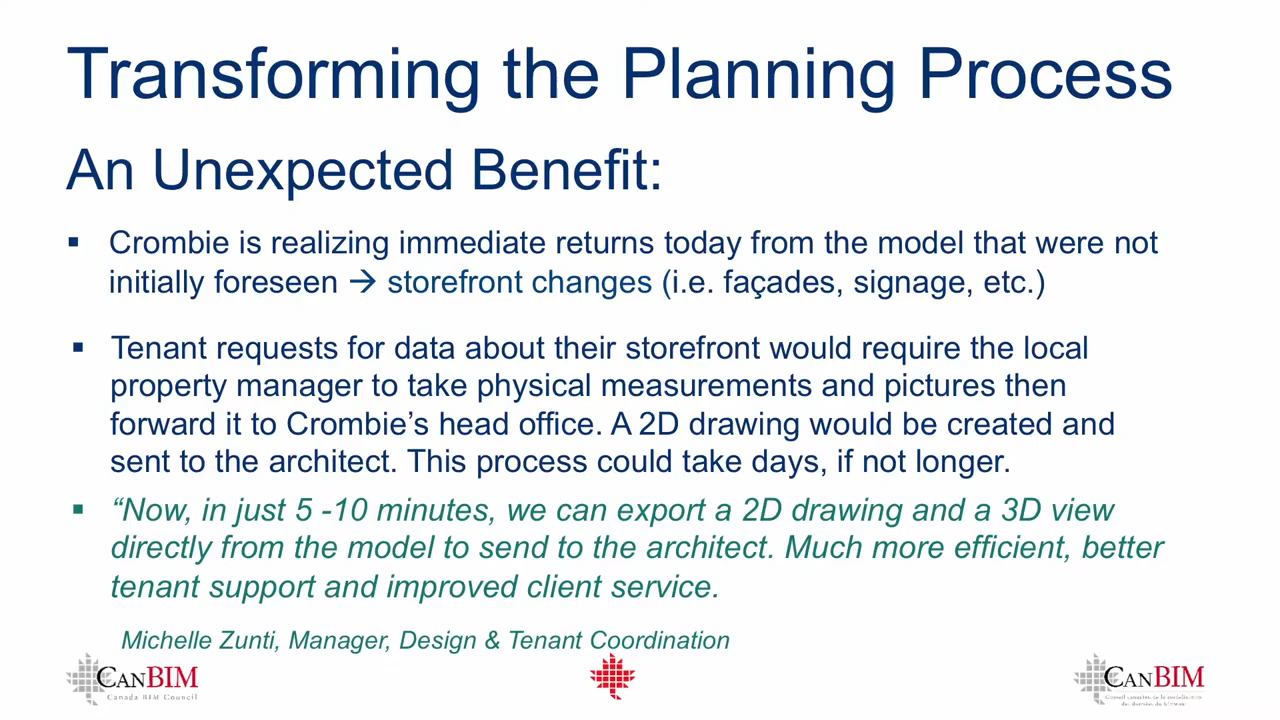 Transforming the Planning Process
An Unexpected Benefit:
▪ Crombie is realizing immediate returns today from the model that were not
initially foreseen → storefront changes (i.e. façades, signage, etc.)
▪ Tenant requests for data about their storefront would require the local
property manager to take physical measurements and pictures then
forward it to Crombie’s head office. A 2D drawing would be created and
sent to the architect. This process could take days, if not longer.
▪ “Now, in just 5 -10 minutes, we can export a 2D drawing and a 3D view
directly from the model to send to the architect. Much more efficient, better
tenant support and improved client service.
Michelle Zunti, Manager, Design & Tenant Coordination
CANBIM
Canada BIM Council
CANBIM